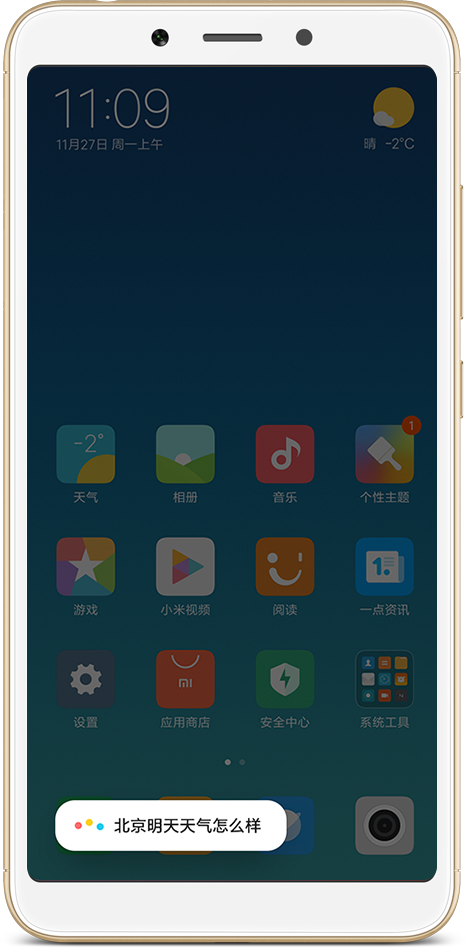 11:09
11月27日 周一上午
晴 -2℃
-2°
1
天气
相册
音乐
个性主题
1.
游戏
小米视频
阅读
一点资讯
mi
设置
应用商店
安全中心
系统工具
北京明天天气怎么样